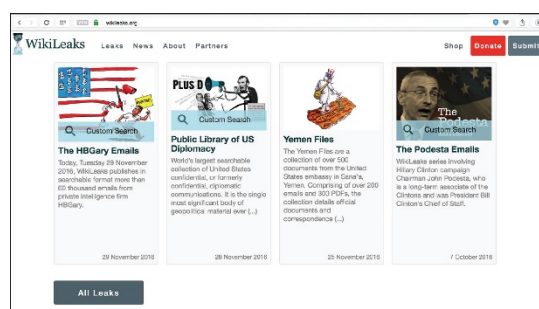 wikileaks.org
WikiLeaks Leaks News About Partners Shop Donate Submit
PLUS D
The Podesta
Custom Search
Custom Search
Custom Search
The HBGary Emails
Today, Tuesday 29 November
2016, WikiLeaks publishes in
searchable format more than
60 thousand emails from
private intelligence firm
HBGary.
29 November 2016
Public Library of US
Diplomacy
World's largest searchable
collection of United States
confidential, or formerly
confidential, diplomatic
communications. It is the single
most significant body of
geopolitical material ever (...)
28 November 2016
Yemen Files
The Yemen Files are a
collection of over 500
documents from the United
States embassy in Sana'a,
Yemen. Comprising of over 200
emails and 300 PDFs, the
collection details official
documents and
correspondence (...)
25 November 2016
The Podesta Emails
WikiLeaks series involving
Hillary Clinton campaign
Chairman John Podesta, who
is a long-term associate of the
Clintons and was President Bill
Clinton's Chief of Staff.
7 October 2016
All Leaks